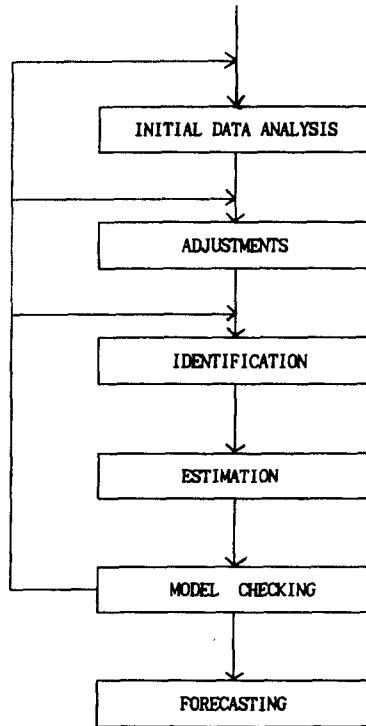 INITIAL DATA ANALYSIS
ADJUSTMENTS
IDENTIFICATION
ESTIMATION
MODEL CHECKING
FORECASTING